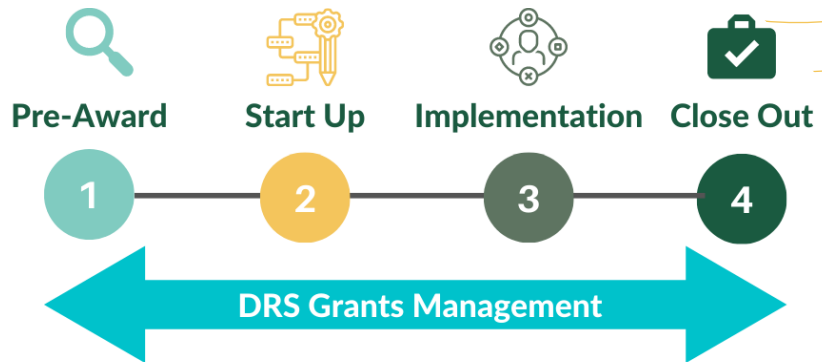 Pre-Award
Start Up
Implementation
Close Out
1
2
3
4
DRS Grants Management